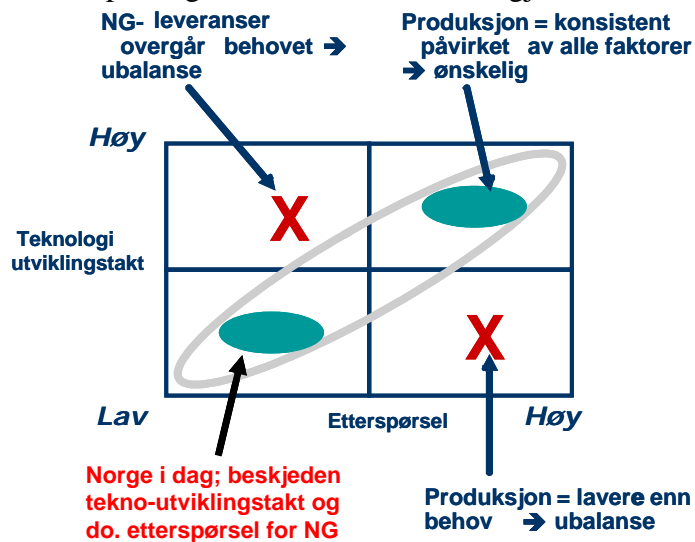 NG- leveranser
overgår behovet ➔
ubalanse
Produksjon = konsistent
påvirket av alle faktorer
➔ ønskelig
Høy
X
Teknologi
utviklingstakt
X
Lav
Etterspørsel
Høy
Norge i dag; beskjeden
tekno-utviklingstakt og
do. etterspørsel for NG
Produksjon = lavere enn
behov ➔ ubalanse